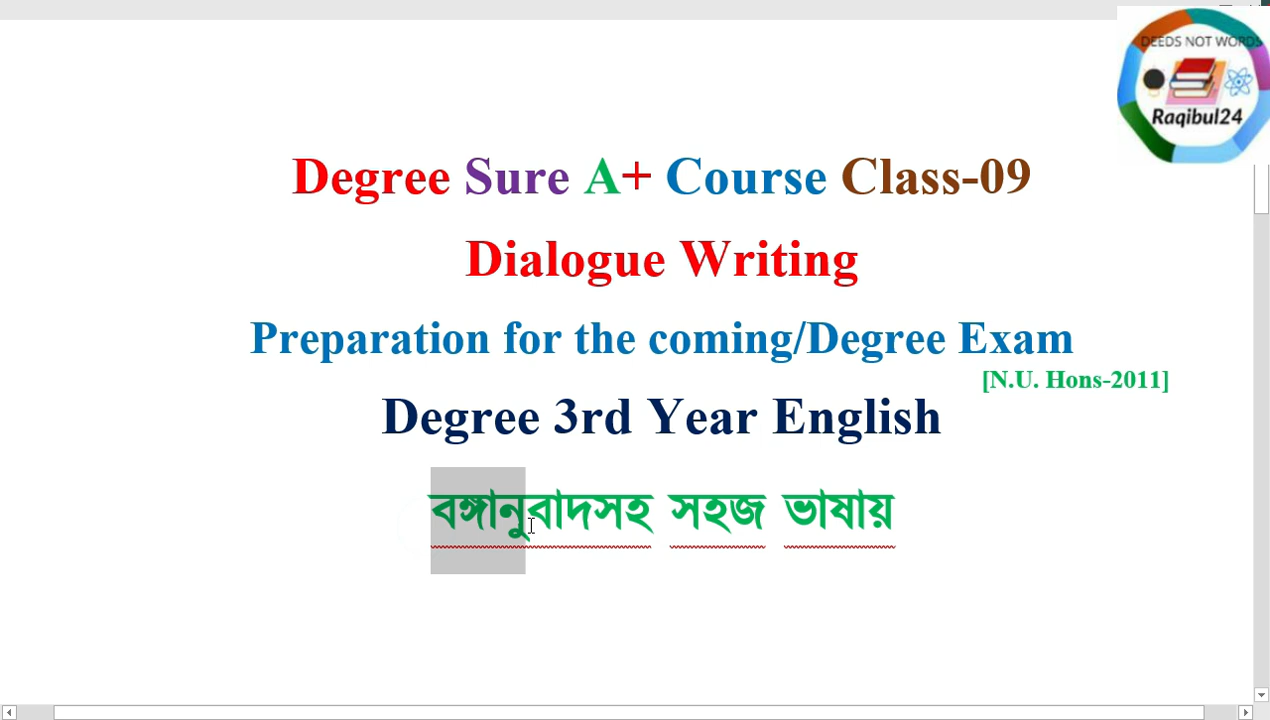 DEEDS NOT WORDS
Raqibul24
Degree Sure A+ Course Class-09
Dialogue Writing
Preparation for the coming/Degree Exam
[N.U. Hons-2011]
Degree 3rd Year English
বঙ্গানুবাদসহ সহজ ভাষায়